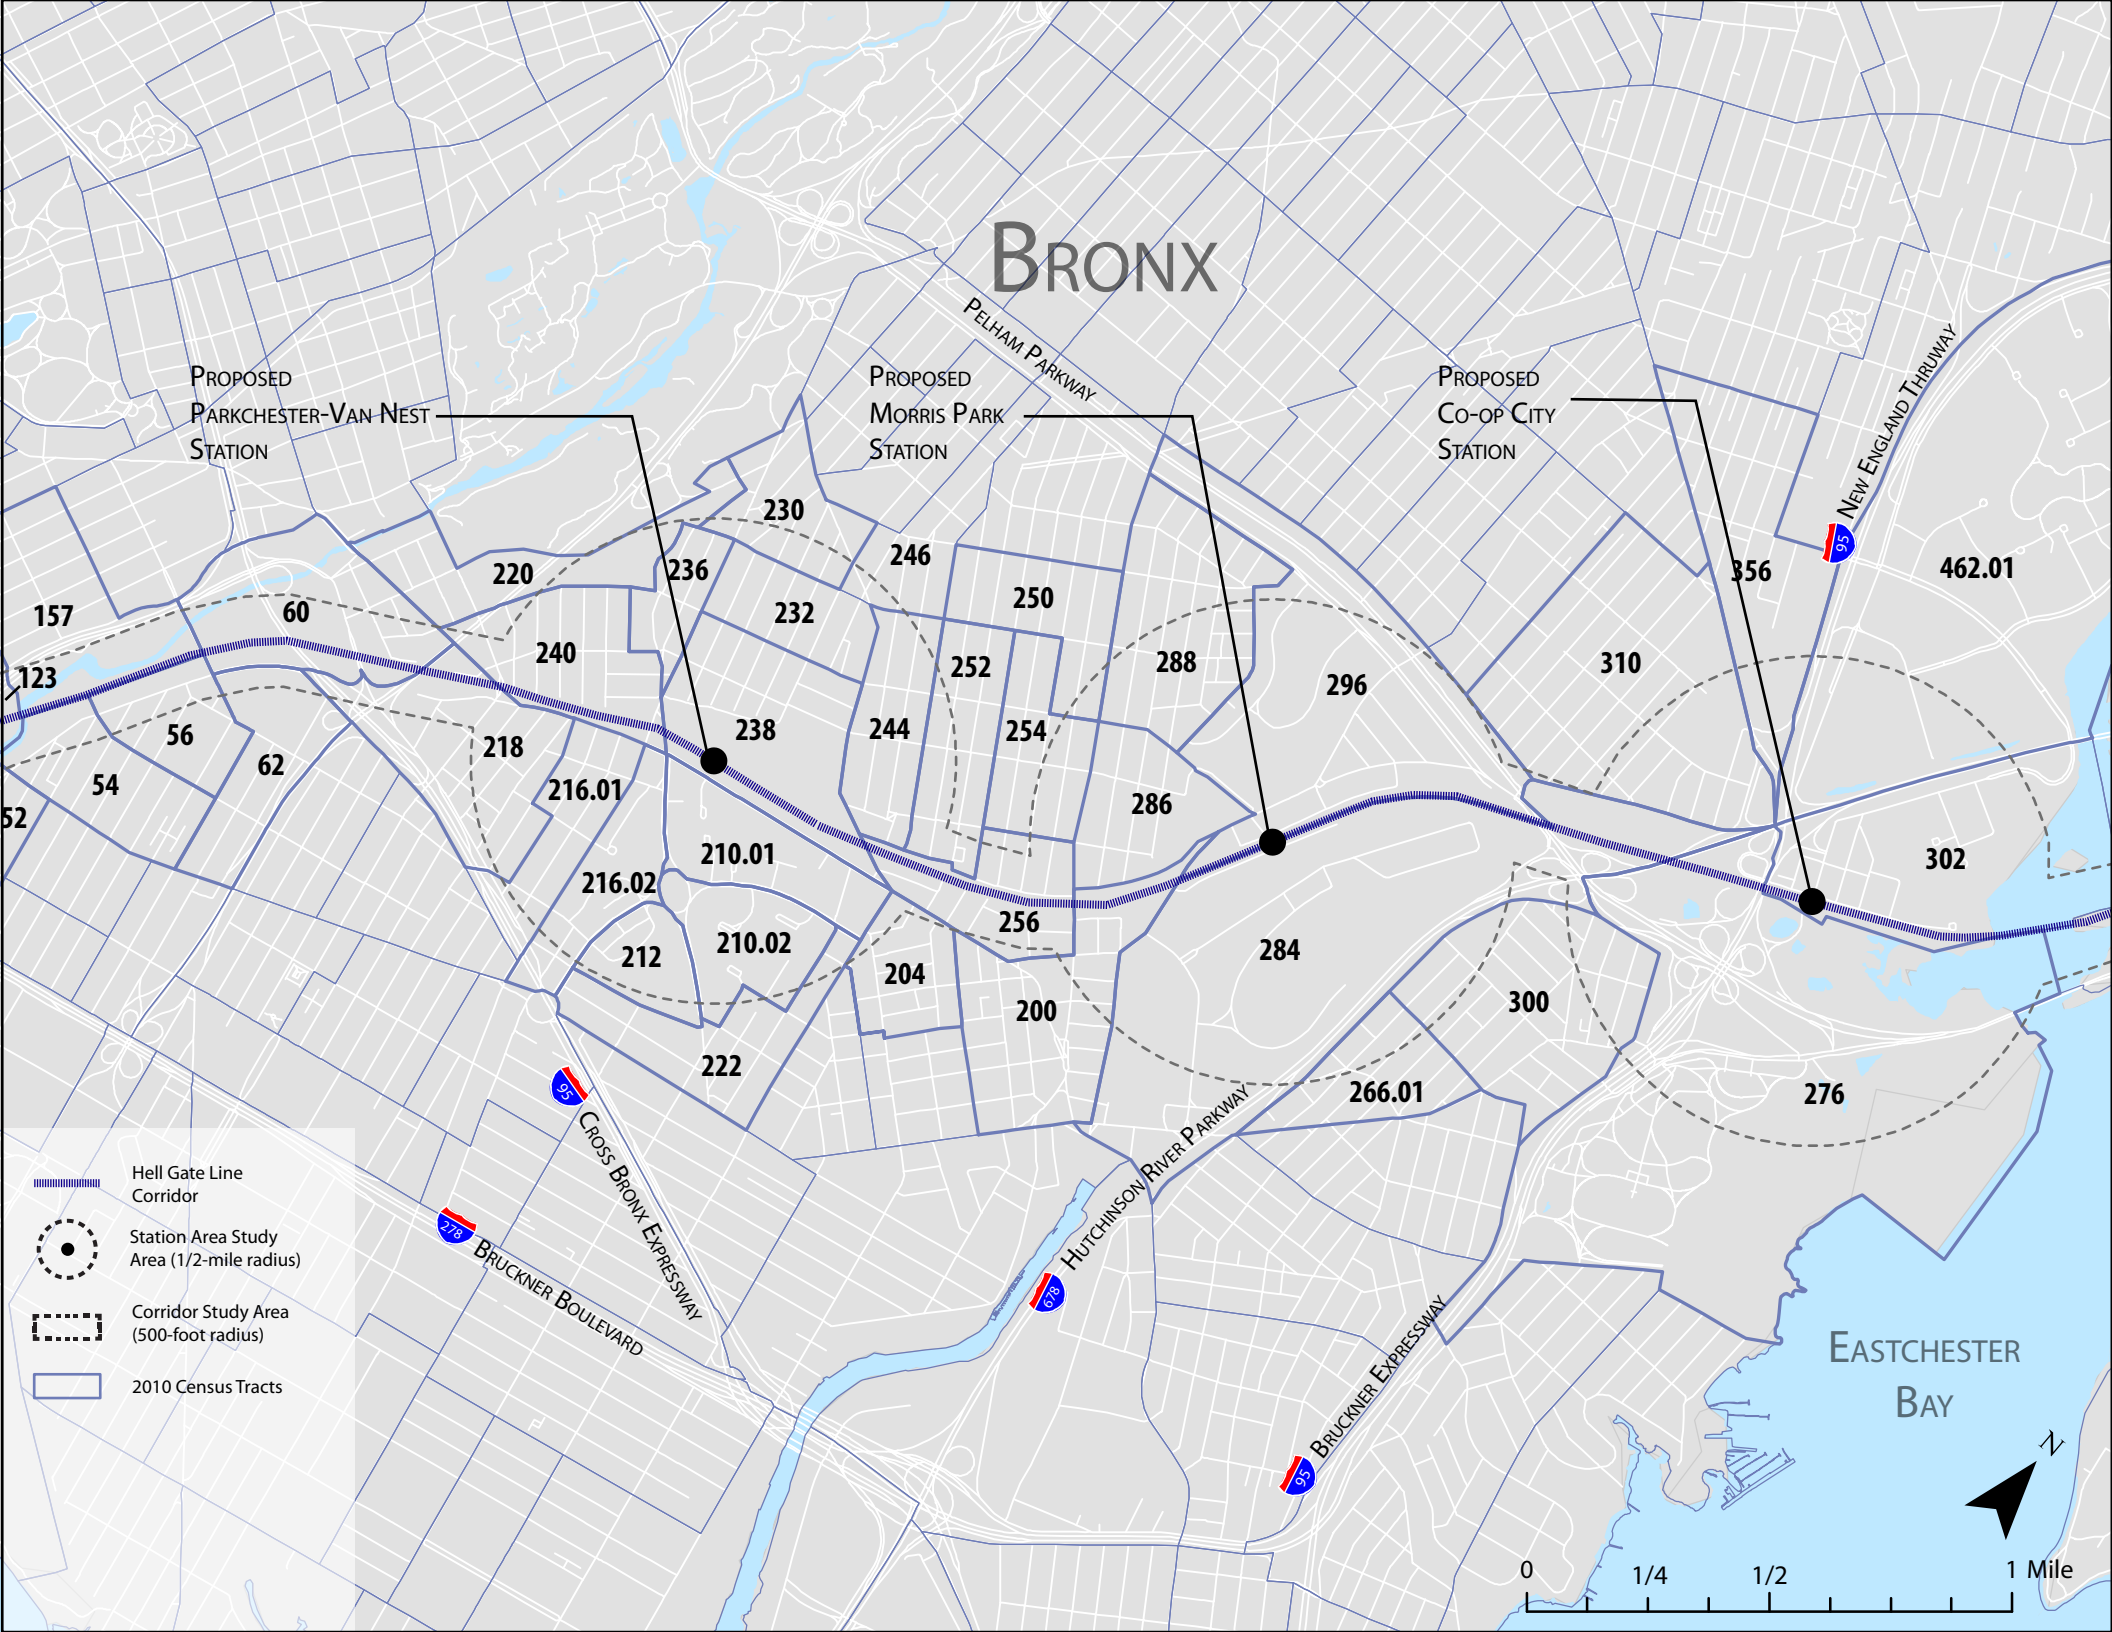 BRONX
PELHAM PARKWAY
PROPOSED
PARKCHESTER-VAN NEST
STATION
PROPOSED
MORRIS PARK
STATION
PROPOSED
CO-OP CITY
STATION
NEW ENGLAND THRUWAY
95
230
246
220
236
250
356
462.01
157
60
232
240
252
288
310
296
123
56
218
238
244
254
62
54
216.01
286
52
210.01
302
216.02
256
212
210.02
284
204
200
300
222
266.01
276
95
CROSS BRONX EXPRESSWAY
HUTCHINSON RIVER PARKWAY
678
278
BRUCKNER BOULEVARD
BRUCKNER EXPRESSWAY
95
Hell Gate Line
Corridor
Station Area Study
Area (1/2-mile radius)
Corridor Study Area
(500-foot radius)
2010 Census Tracts
EASTCHESTER
BAY
N
0 1/4 1/2 1 Mile